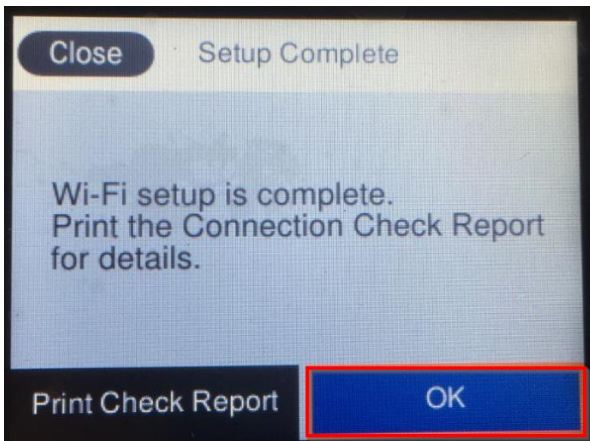 Close
Setup Complete
Wi-Fi setup is complete.
Print the Connection Check Report
for details.
Print Check Report
OK